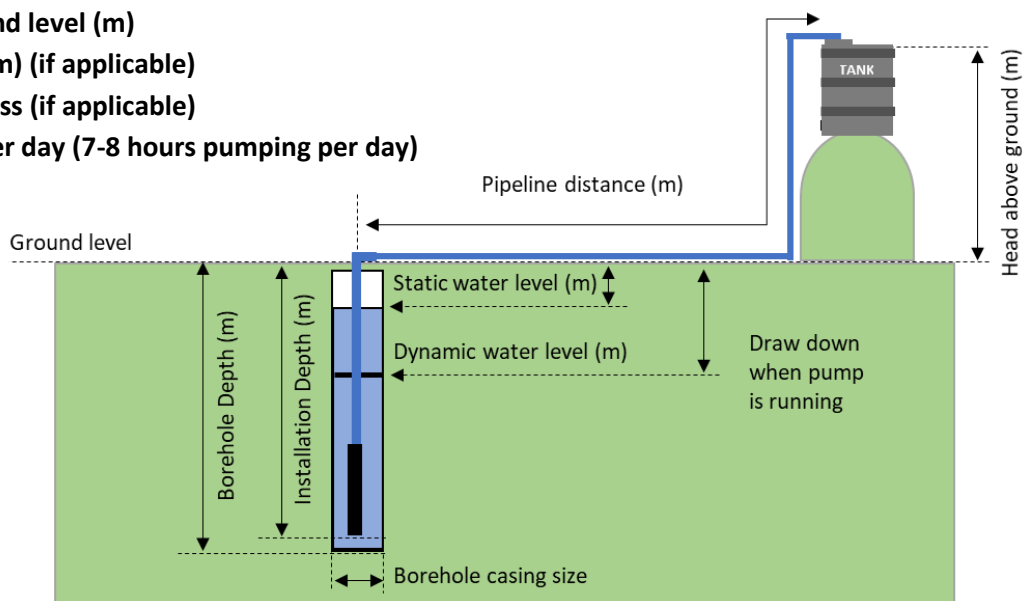 nd level (m)
m) (if applicable)
ss (if applicable)
er day (7-8 hours pumping per day)
TANK
Head above ground (m)
Pipeline distance (m)
Ground level
Static water level (m)
Dynamic water level (m)
Draw down
when pump
is running
Borehole Depth (m)
Installation Depth (m)
Borehole casing size